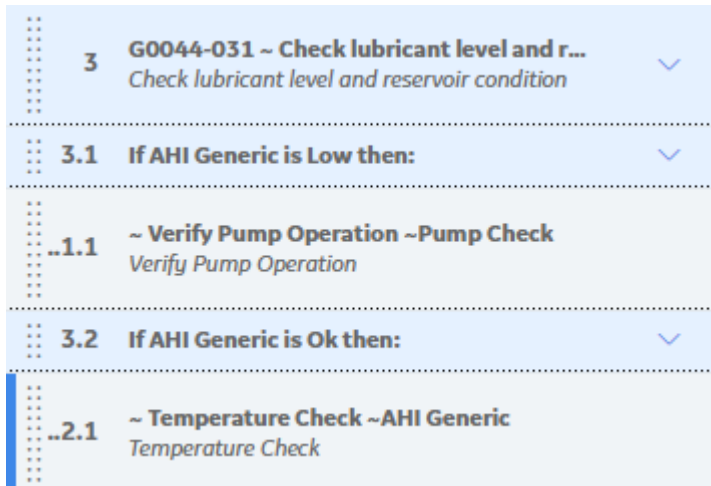 3
G0044-031 ~ Check lubricant level and r...
Check lubricant level and reservoir condition
3.1 If AHI Generic is Low then:
~ Verify Pump Operation ~Pump Check
..1.1
Verify Pump Operation
3.2 If AHI Generic is Ok then:
~ Temperature Check ~AHI Generic
..2.1
Temperature Check